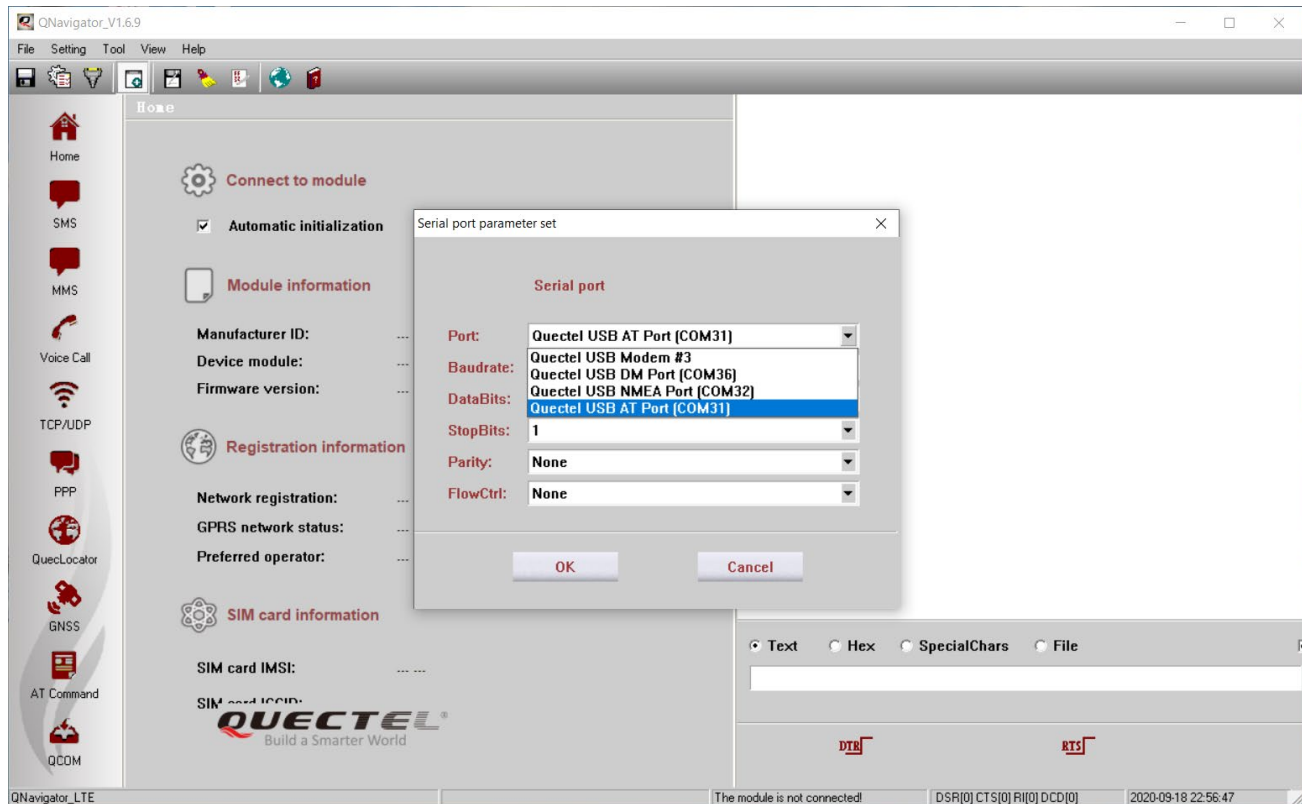 QNavigator_V1.6.9
File Setting Tool View Help
Home
Home
SMS
MMS
Voice Call
TCP/UDP
PPP
QuecLocator
GNSS
AT Command
QCOM
Connect to module
Automatic initialization
Module information
Manufacturer ID: ...
Device module: ...
Firmware version: ...
Registration information
Network registration: ...
GPRS network status: ...
Preferred operator: ...
SIM card information
SIM card IMSI: ... ...
SIM card ICCID:
QUECTEL®
Build a Smarter World
Serial port parameter set
Serial port
Port: Quectel USB AT Port (COM31)
Quectel USB Modem #3
Quectel USB DM Port (COM36)
Quectel USB NMEA Port (COM32)
Quectel USB AT Port (COM31)
Baudrate:
DataBits:
StopBits: 1
Parity: None
FlowCtrl: None
OK Cancel
Text Hex SpecialChars File
DTR RTS
QNavigator_LTE The module is not connected! DSR[0] CTS[0] RI[0] DCD[0] 2020-09-18 22:56:47